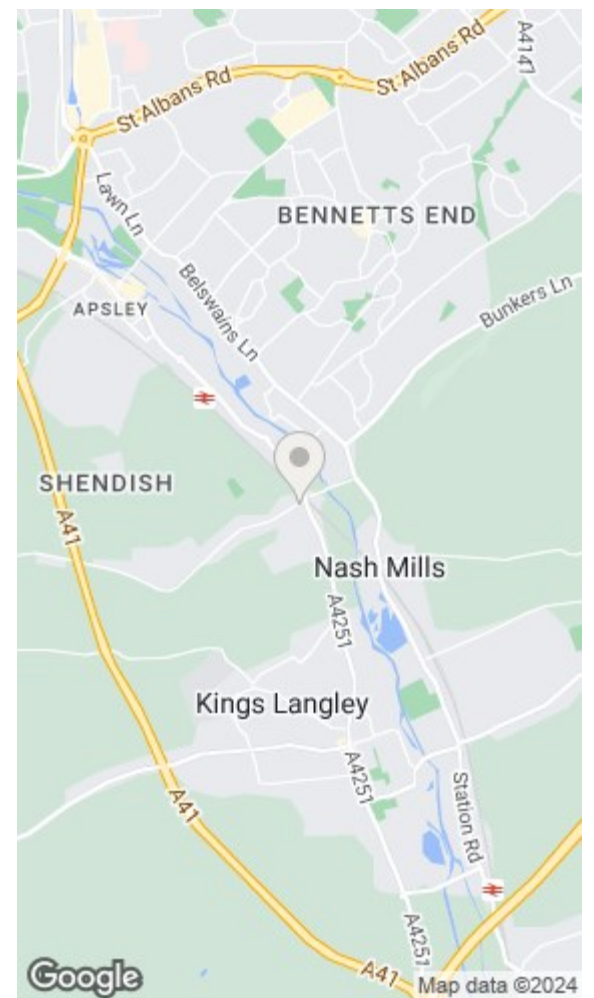 A4147
St Albans Rd
St Albans Rd
Lawn Ln
BENNETTS END
Belswains Ln
Bunkers Ln
APSLEY
SHENDISH
A41
Nash Mills
A4251
Kings Langley
A4251
A41
Station Rd
A4251
A41
Google
Map data ©2024